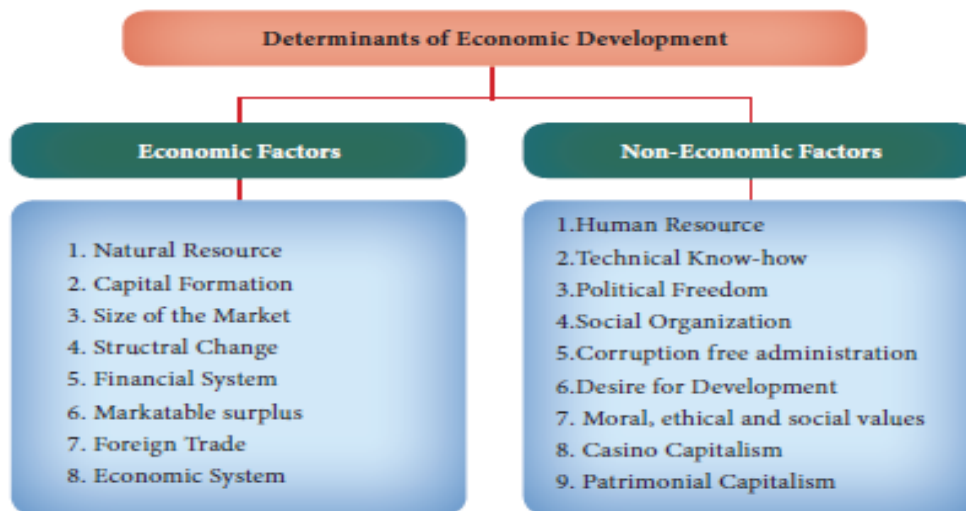 Determinants of Economic Development
Economic Factors
1. Natural Resource
2. Capital Formation
3. Size of the Market
4. Structral Change
5. Financial System
6. Markatable surplus
7. Foreign Trade
8. Economic System
Non-Economic Factors
1.Human Resource
2.Technical Know-how
3.Political Freedom
4.Social Organization
5.Corruption free administration
6.Desire for Development
7. Moral, ethical and social values
8. Casino Capitalism
9. Patrimonial Capitalism